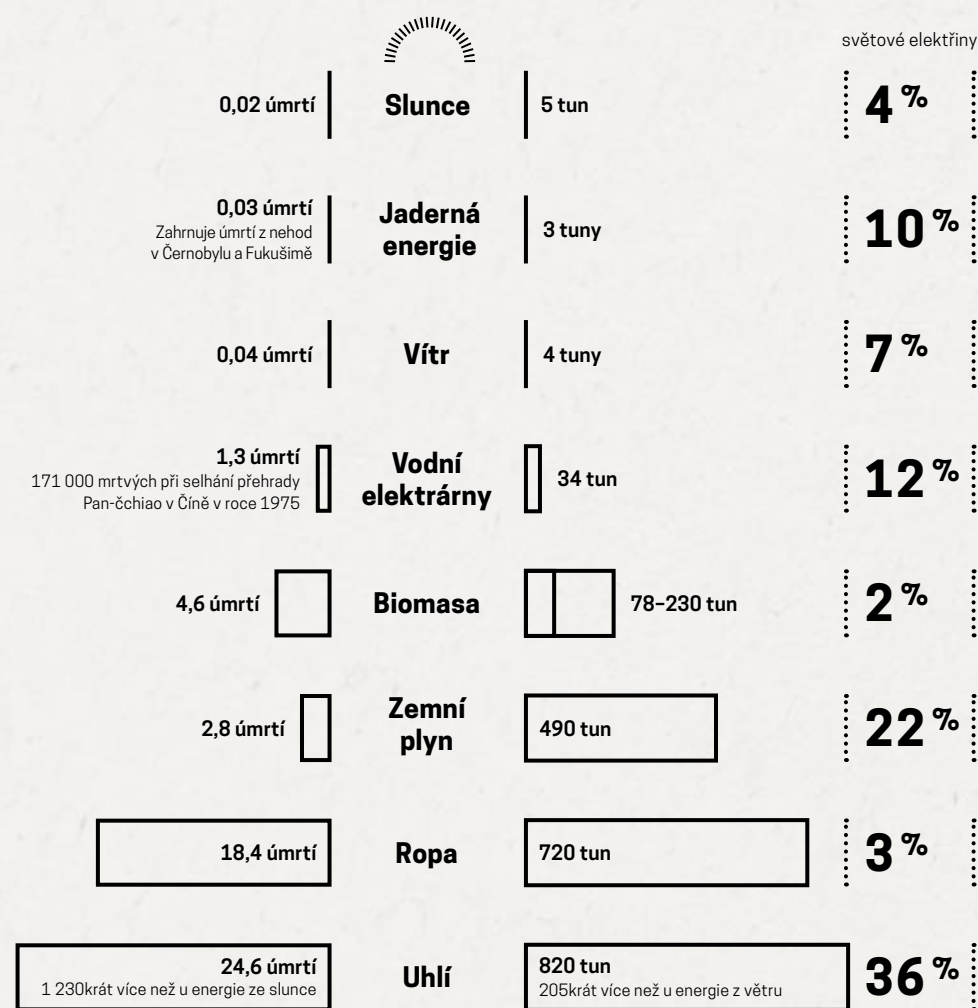 světové elektřiny
0,02 úmrtí
Slunce
5 tun
4 %
0,03 úmrtí
Zahrnuje úmrtí z nehod
v Černobylu a Fukušimě
Jaderná
energie
3 tuny
10 %
0,04 úmrtí
Vítr
4 tuny
7 %
1,3 úmrtí
171 000 mrtvých při selhání přehrady
Pan-čchiao v Číně v roce 1975
Vodní
elektrárny
34 tun
12 %
4,6 úmrtí
Biomasa
78–230 tun
2 %
2,8 úmrtí
Zemní
plyn
490 tun
22 %
18,4 úmrtí
Ropa
720 tun
3 %
24,6 úmrtí
1 230krát více než u energie ze slunce
Uhlí
820 tun
205krát více než u energie z větru
36 %